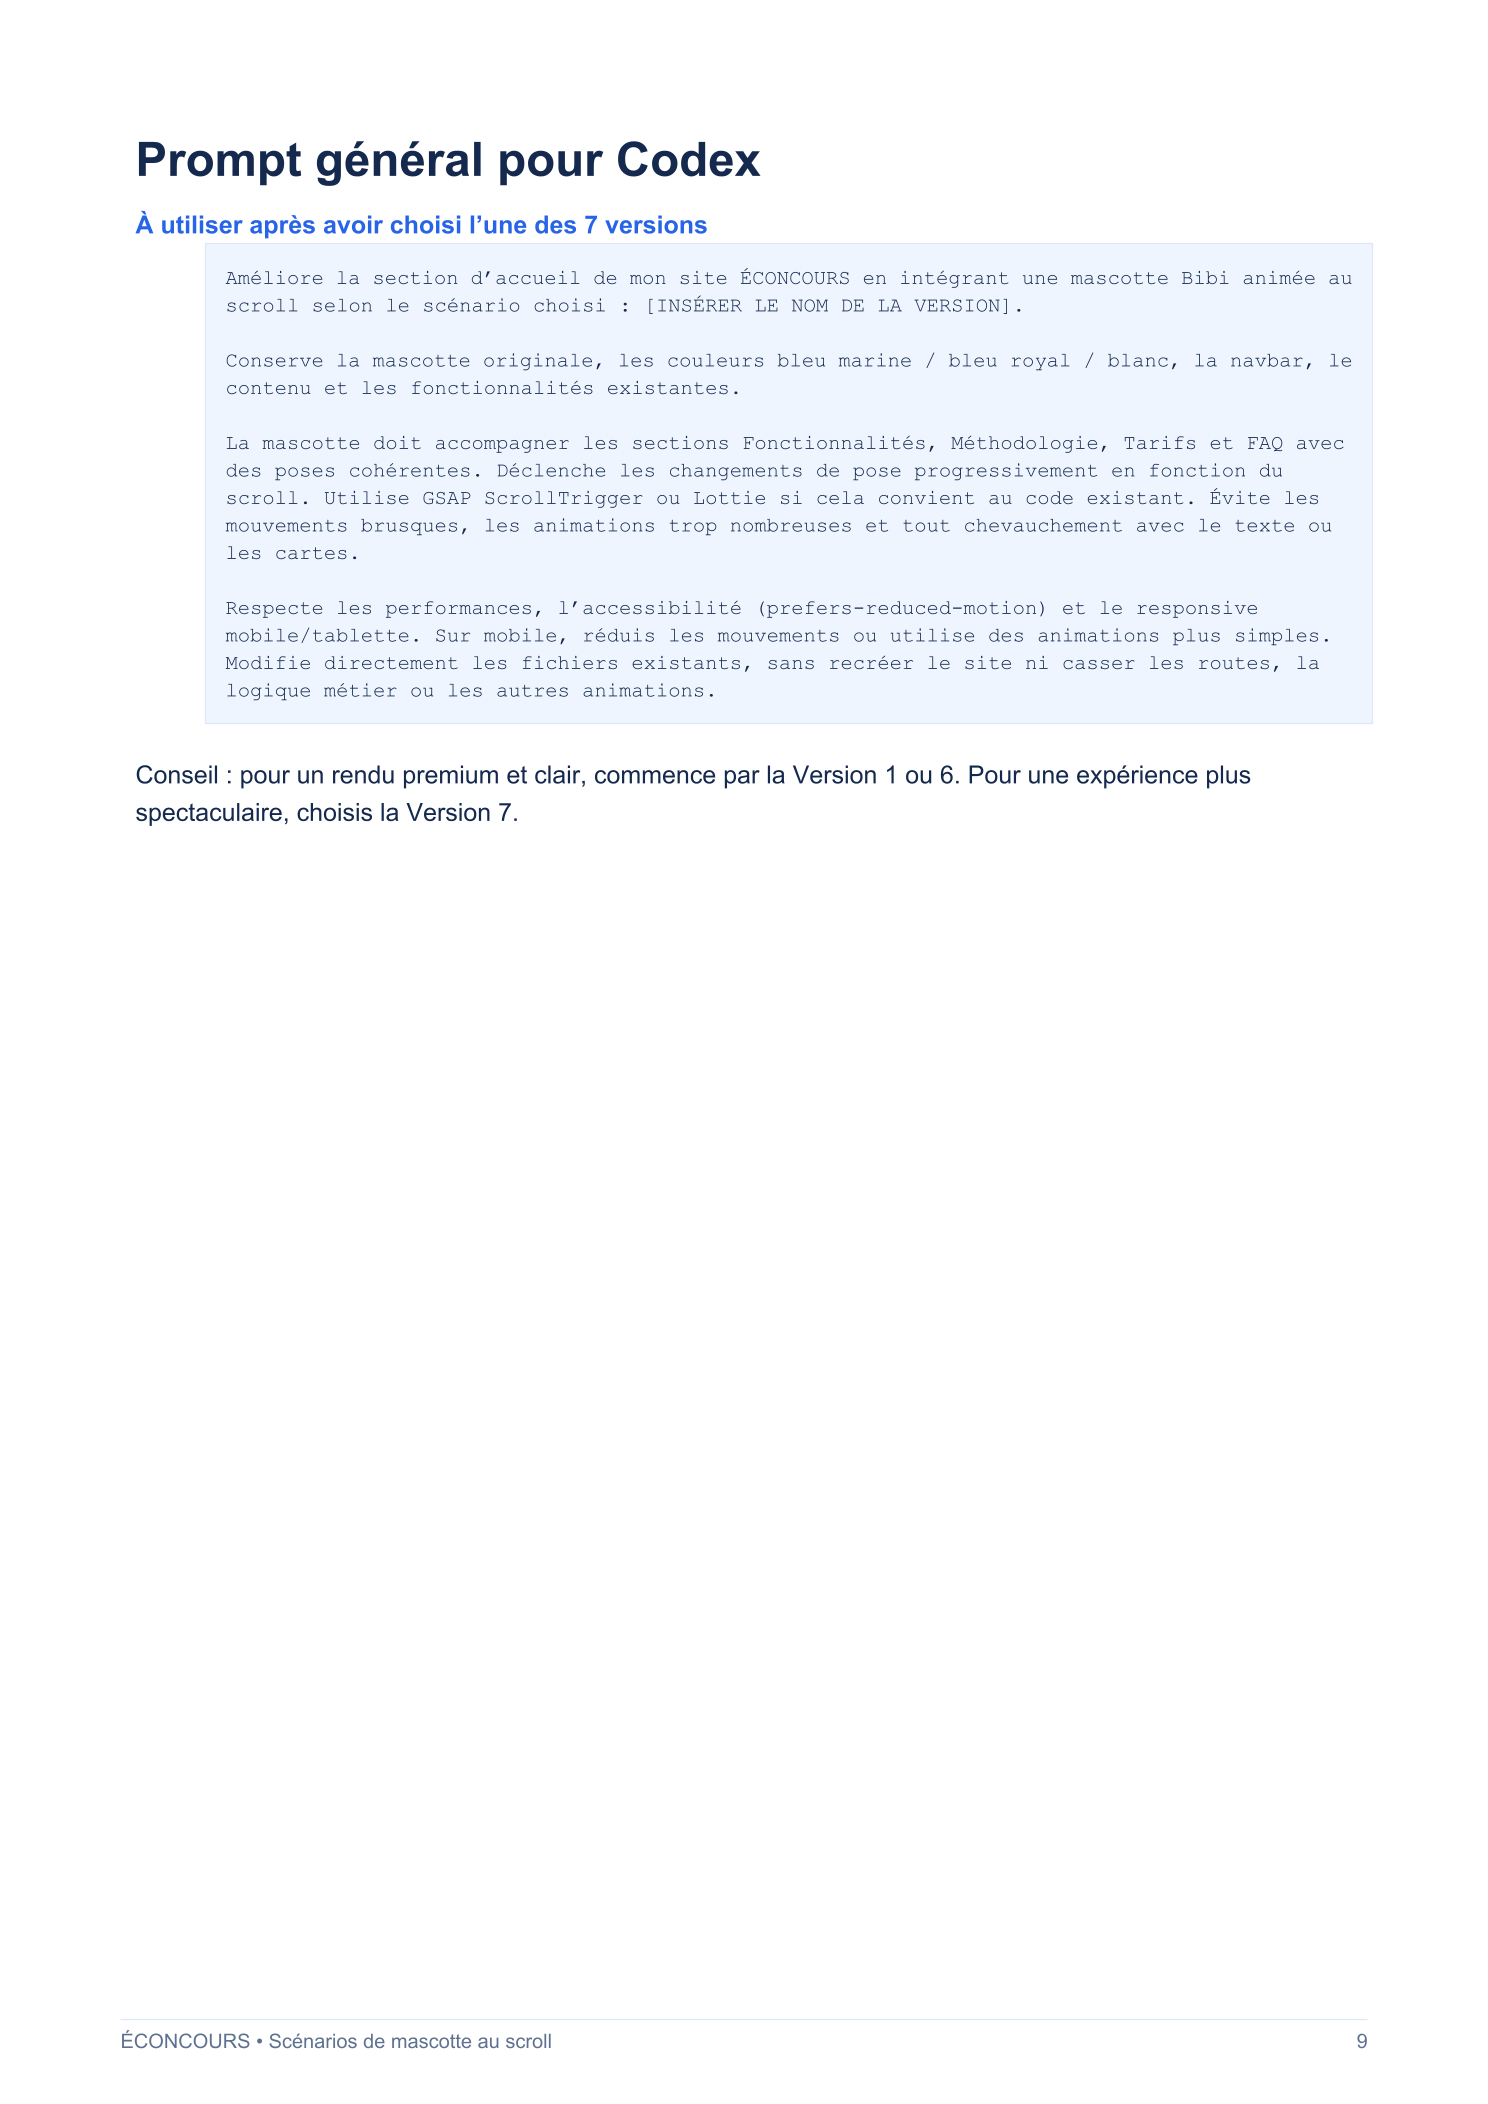 Prompt général pour Codex
À utiliser après avoir choisi l’une des 7 versions
Améliore la section d’accueil de mon site ÉCONCOURS en intégrant une mascotte Bibi animée au
scroll selon le scénario choisi : [INSÉRER LE NOM DE LA VERSION].
Conserve la mascotte originale, les couleurs bleu marine / bleu royal / blanc, la navbar, le
contenu et les fonctionnalités existantes.
La mascotte doit accompagner les sections Fonctionnalités, Méthodologie, Tarifs et FAQ avec
des poses cohérentes. Déclenche les changements de pose progressivement en fonction du
scroll. Utilise GSAP ScrollTrigger ou Lottie si cela convient au code existant. Évite les
mouvements brusques, les animations trop nombreuses et tout chevauchement avec le texte ou
les cartes.
Respecte les performances, l’accessibilité (prefers-reduced-motion) et le responsive
mobile/tablette. Sur mobile, réduis les mouvements ou utilise des animations plus simples.
Modifie directement les fichiers existants, sans recréer le site ni casser les routes, la
logique métier ou les autres animations.
Conseil : pour un rendu premium et clair, commence par la Version 1 ou 6. Pour une expérience plus
spectaculaire, choisis la Version 7.
ÉCONCOURS • Scénarios de mascotte au scroll 9